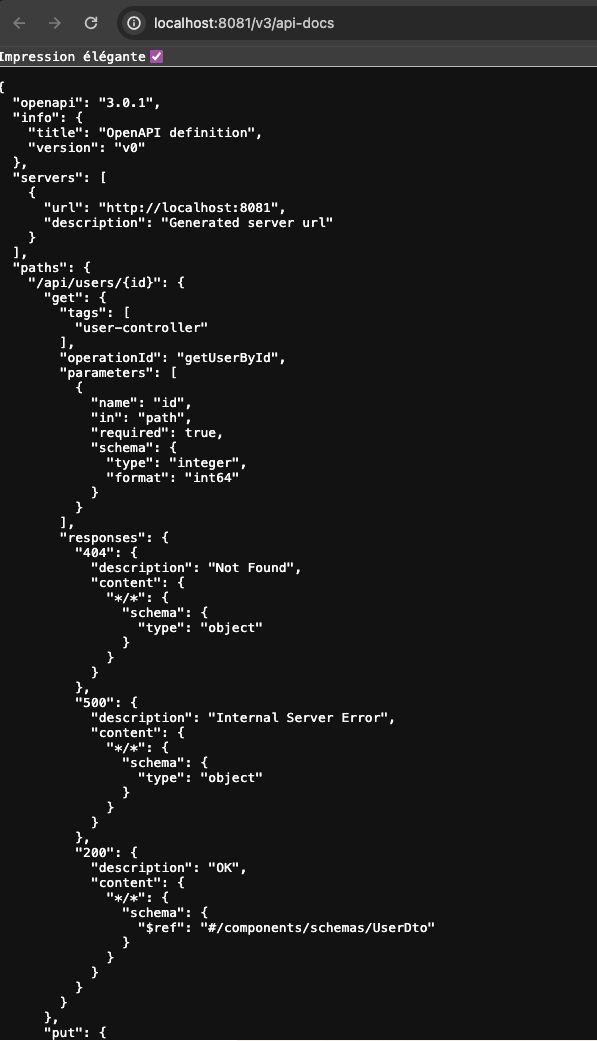 localhost:8081/v3/api-docs
Impression élégante
{
  "openapi": "3.0.1",
  "info": {
    "title": "OpenAPI definition",
    "version": "v0"
  },
  "servers": [
    {
      "url": "http://localhost:8081",
      "description": "Generated server url"
    }
  ],
  "paths": {
    "/api/users/{id}": {
      "get": {
        "tags": [
          "user-controller"
        ],
        "operationId": "getUserById",
        "parameters": [
          {
            "name": "id",
            "in": "path",
            "required": true,
            "schema": {
              "type": "integer",
              "format": "int64"
            }
          }
        ],
        "responses": {
          "404": {
            "description": "Not Found",
            "content": {
              "*/*": {
                "schema": {
                  "type": "object"
                }
              }
            }
          },
          "500": {
            "description": "Internal Server Error",
            "content": {
              "*/*": {
                "schema": {
                  "type": "object"
                }
              }
            }
          },
          "200": {
            "description": "OK",
            "content": {
              "*/*": {
                "schema": {
                  "$ref": "#/components/schemas/UserDto"
                }
              }
            }
          }
        }
      },
      "put": {